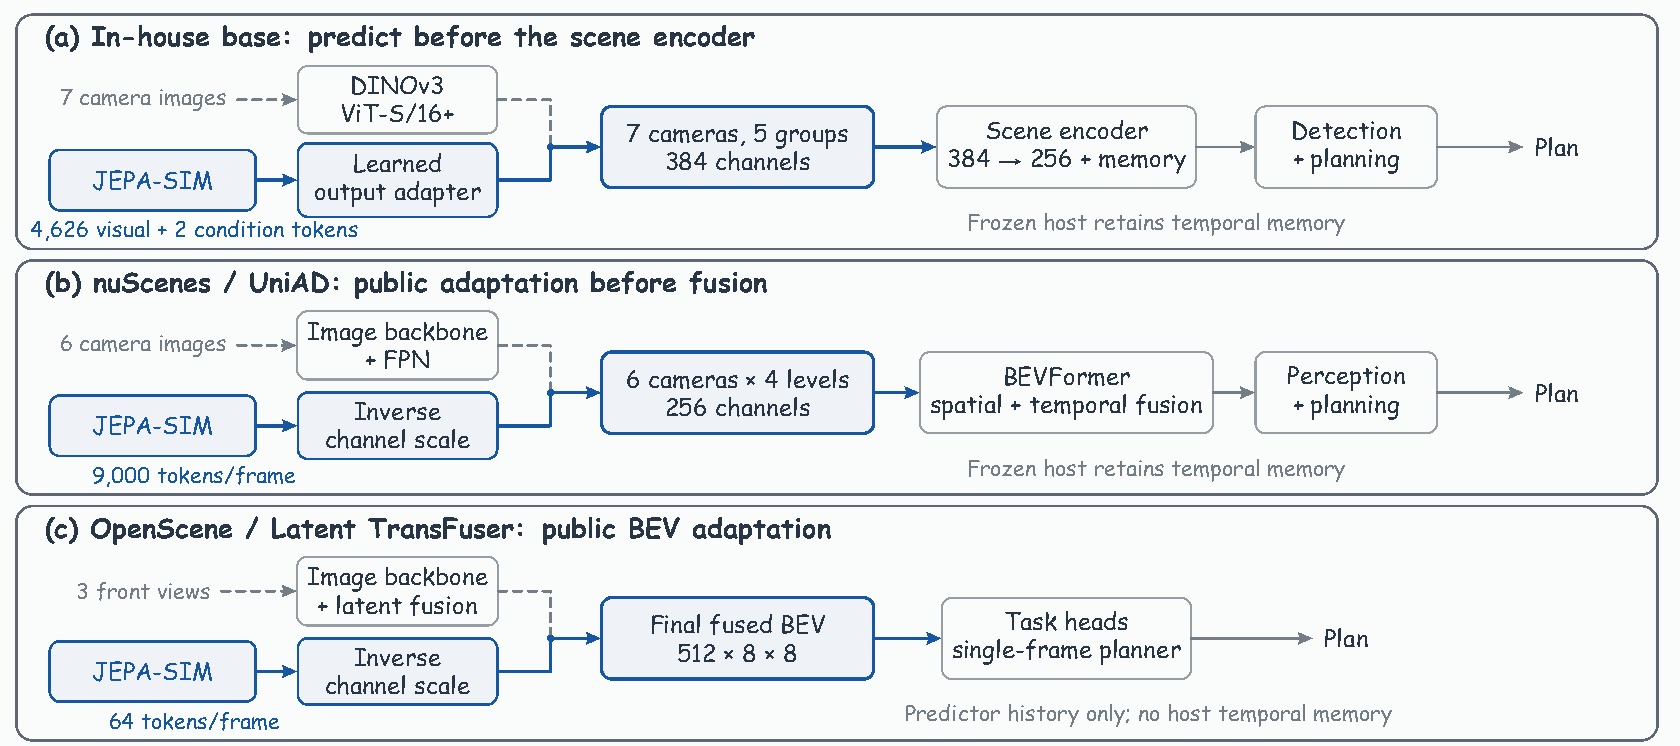 (a) In-house base: predict before the scene encoder
7 camera images
DINOv3
ViT-S/16+
JEPA-SIM
Learned
output adapter
4,626 visual + 2 condition tokens
7 cameras, 5 groups
384 channels
Scene encoder
384 → 256 + memory
Detection
+ planning
Plan
Frozen host retains temporal memory
(b) nuScenes / UniAD: public adaptation before fusion
6 camera images
Image backbone
+ FPN
JEPA-SIM
Inverse
channel scale
9,000 tokens/frame
6 cameras × 4 levels
256 channels
BEVFormer
spatial + temporal fusion
Perception
+ planning
Plan
Frozen host retains temporal memory
(c) OpenScene / Latent TransFuser: public BEV adaptation
3 front views
Image backbone
+ latent fusion
JEPA-SIM
Inverse
channel scale
64 tokens/frame
Final fused BEV
512 × 8 × 8
Task heads
single-frame planner
Plan
Predictor history only; no host temporal memory